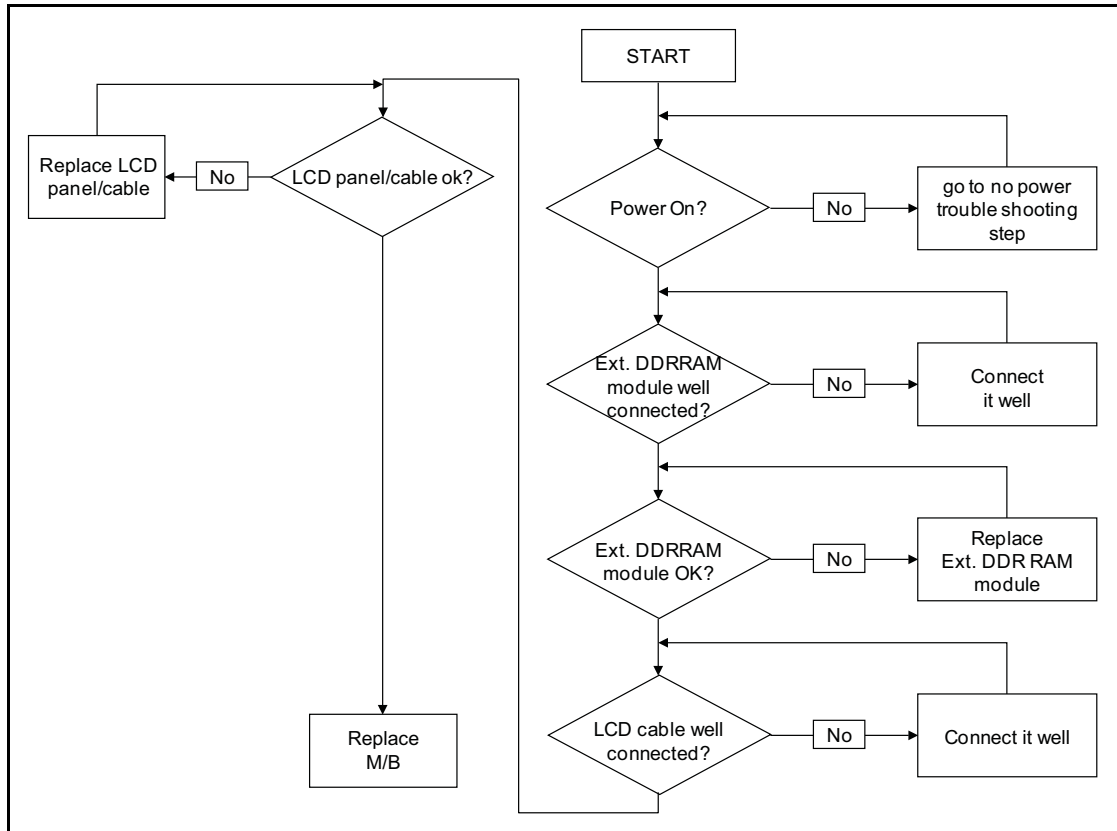 START
Power On?
No
go to no power
trouble shooting
step
Ext. DDRRAM
module well
connected?
No
Connect
it well
Ext. DDRRAM
module OK?
No
Replace
Ext. DDR RAM
module
LCD cable well
connected?
No
Connect it well
LCD panel/cable ok?
No
Replace LCD
panel/cable
Replace
M/B